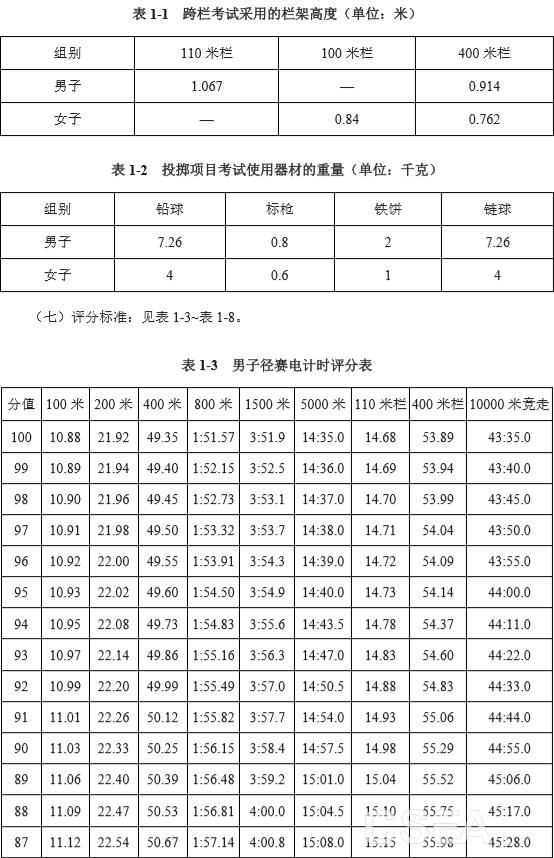 表 1-1 跨栏考试采用的栏架高度（单位：米）
组别 110 米栏 100 米栏 400 米栏
男子 1.067 — 0.914
女子 — 0.84 0.762
表 1-2 投掷项目考试使用器材的重量（单位：千克）
组别 铅球 标枪 铁饼 链球
男子 7.26 0.8 2 7.26
女子 4 0.6 1 4
（七）评分标准：见表 1-3~表 1-8。
表 1-3 男子径赛电计时评分表
分值 100 米 200 米 400 米 800 米 1500 米 5000 米 110 米栏 400 米栏 10000 米竞走
100 10.88 21.92 49.35 1:51.57 3:51.9 14:35.0 14.68 53.89 43:35.0
99 10.89 21.94 49.40 1:52.15 3:52.5 14:36.0 14.69 53.94 43:40.0
98 10.90 21.96 49.45 1:52.73 3:53.1 14:37.0 14.70 53.99 43:45.0
97 10.91 21.98 49.50 1:53.32 3:53.7 14:38.0 14.71 54.04 43:50.0
96 10.92 22.00 49.55 1:53.91 3:54.3 14:39.0 14.72 54.09 43:55.0
95 10.93 22.02 49.60 1:54.50 3:54.9 14:40.0 14.73 54.14 44:00.0
94 10.95 22.08 49.73 1:54.83 3:55.6 14:43.5 14.78 54.37 44:11.0
93 10.97 22.14 49.86 1:55.16 3:56.3 14:47.0 14.83 54.60 44:22.0
92 10.99 22.20 49.99 1:55.49 3:57.0 14:50.5 14.88 54.83 44:33.0
91 11.01 22.26 50.12 1:55.82 3:57.7 14:54.0 14.93 55.06 44:44.0
90 11.03 22.33 50.25 1:56.15 3:58.4 14:57.5 14.98 55.29 44:55.0
89 11.06 22.40 50.39 1:56.48 3:59.2 15:01.0 15.04 55.52 45:06.0
88 11.09 22.47 50.53 1:56.81 4:00.0 15:04.5 15.10 55.75 45:17.0
87 11.12 22.54 50.67 1:57.14 4:00.8 15:08.0 15.15 55.98 45:28.0